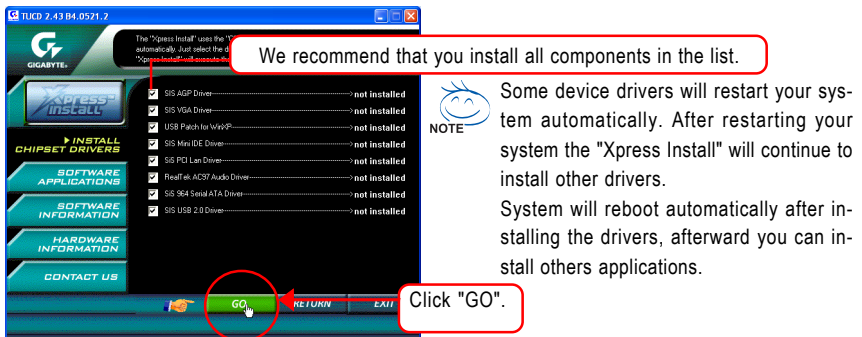 TUCD 2.43 B4.0521.2
GIGABYTE
The "Xpress Install" uses the "C
automatically. Just select the d
"Xpress Install" will execute the
We recommend that you install all components in the list.
Xpress
INSTALL
INSTALL
CHIPSET DRIVERS
SOFTWARE
APPLICATIONS
SOFTWARE
INFORMATION
HARDWARE
INFORMATION
CONTACT US
SIS AGP Driver not installed
SIS VGA Driver not installed
USB Patch for WinXP not installed
SIS Mini IDE Driver not installed
SiS PCI Lan Driver not installed
RealTek AC97 Audio Driver not installed
SiS 964 Serial ATA Driver not installed
SIS USB 2.0 Driver not installed
GO
RETURN
EXIT
Click "GO".
NOTE
Some device drivers will restart your sys-
tem automatically. After restarting your
system the "Xpress Install" will continue to
install other drivers.
System will reboot automatically after in-
stalling the drivers, afterward you can in-
stall others applications.